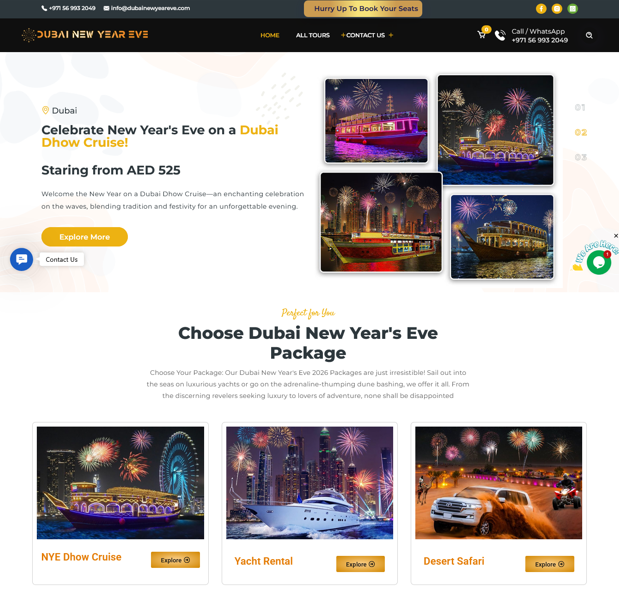 +971 56 993 2049
info@dubainewyeareve.com
Hurry Up To Book Your Seats
DUBAI NEW YEAR EVE
HOME
ALL TOURS
+CONTACT US +
0
Call / WhatsApp
+971 56 993 2049
Dubai
Celebrate New Year's Eve on a Dubai
Dhow Cruise!
Staring from AED 525
Welcome the New Year on a Dubai Dhow Cruise—an enchanting celebration
on the waves, blending tradition and festivity for an unforgettable evening.
Explore More
01
02
03
Contact Us
We Are Here!
1
Perfect for You
Choose Dubai New Year's Eve
Package
Choose Your Package: Our Dubai New Year's Eve 2026 Packages are just irresistible! Sail out into
the seas on luxurious yachts or go on the adrenaline-thumping dune bashing, we offer it all. From
the discerning revelers seeking luxury to lovers of adventure, none shall be disappointed
NYE Dhow Cruise
Explore
Yacht Rental
Explore
Desert Safari
Explore